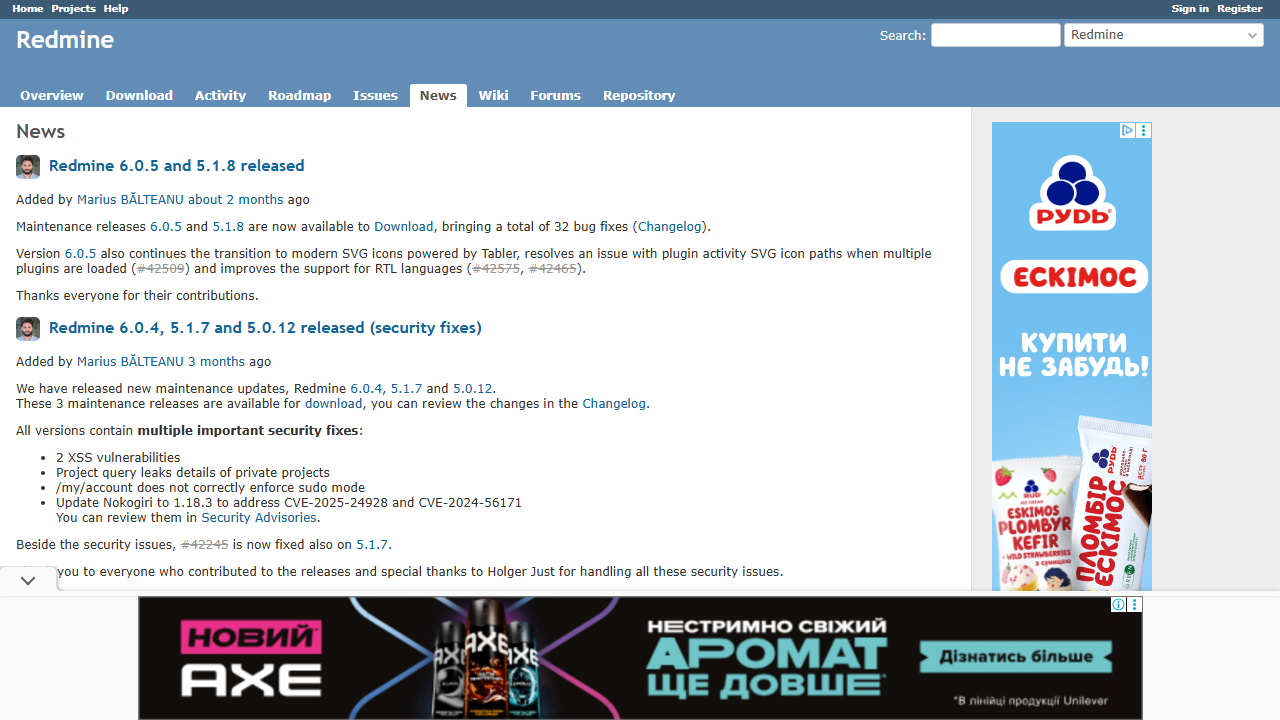 Home Projects Help
Sign in Register
Redmine
Search:
Redmine
Overview Download Activity Roadmap Issues News Wiki Forums Repository
News
Redmine 6.0.5 and 5.1.8 released
Added by Marius BĂLTEANU about 2 months ago
Maintenance releases 6.0.5 and 5.1.8 are now available to Download, bringing a total of 32 bug fixes (Changelog).
Version 6.0.5 also continues the transition to modern SVG icons powered by Tabler, resolves an issue with plugin activity SVG icon paths when multiple
plugins are loaded (#42509) and improves the support for RTL languages (#42575, #42465).
Thanks everyone for their contributions.
Redmine 6.0.4, 5.1.7 and 5.0.12 released (security fixes)
Added by Marius BĂLTEANU 3 months ago
We have released new maintenance updates, Redmine 6.0.4, 5.1.7 and 5.0.12.
These 3 maintenance releases are available for download, you can review the changes in the Changelog.
All versions contain multiple important security fixes:
2 XSS vulnerabilities
Project query leaks details of private projects
/my/account does not correctly enforce sudo mode
Update Nokogiri to 1.18.3 to address CVE-2025-24928 and CVE-2024-56171
You can review them in Security Advisories.
Beside the security issues, #42245 is now fixed also on 5.1.7.
you to everyone who contributed to the releases and special thanks to Holger Just for handling all these security issues.
РУДЬ®
ЕСКІМОС
КУПИТИ
НЕ ЗАБУДЬ!
RUD
ESKIMOS
PLOMBYR
KEFIR
WILD STRAWBERRIES
З СУНИЦЕЮ
РУДЬ
ПЛОМБІР
ЕСКІМОС
НОВИЙ*
AXE
AXE
НЕСТРИМНО СВІЖИЙ
АРОМАТ
ЩЕ ДОВШЕ*
Дізнатись більше
*В лінійці продукції Unilever